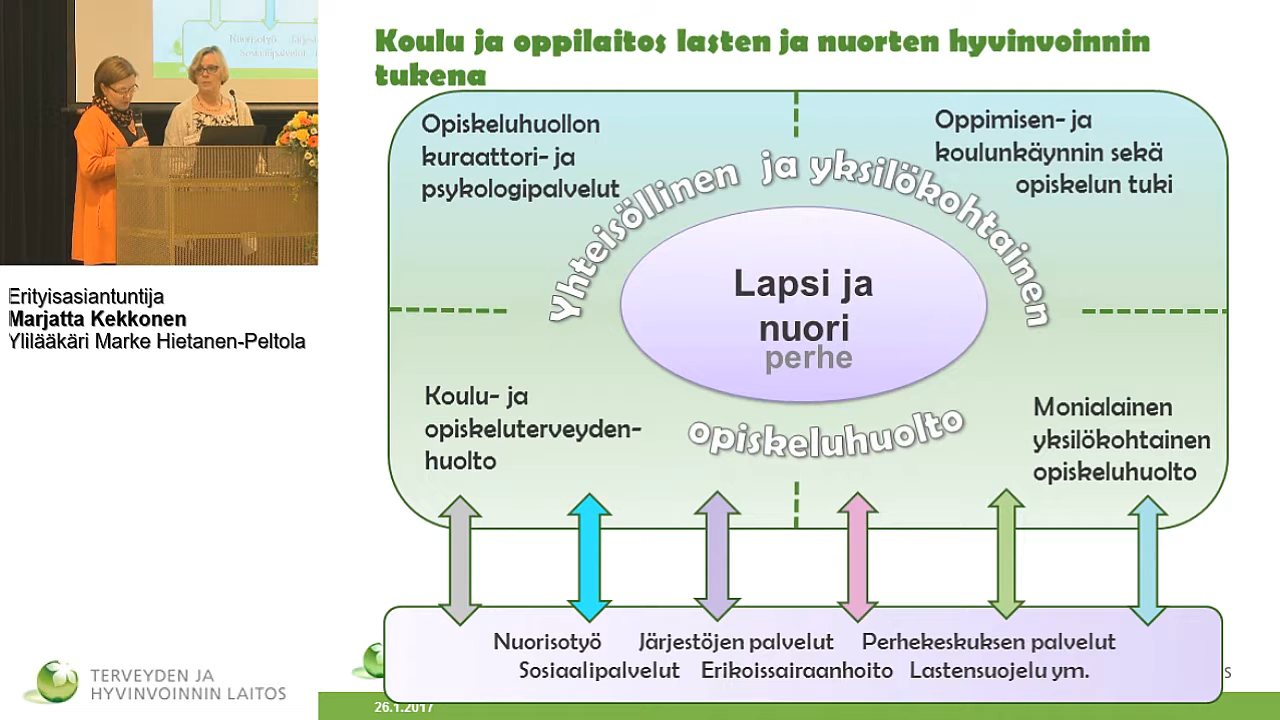 Koulu ja oppilaitos lasten ja nuorten hyvinvoinnin
tukena
Opiskeluhuollon
kuraattori- ja
psykologipalvelut
Oppimisen- ja
koulunkäynnin sekä
opiskelun tuki
Yhteisöllinen ja yksilökohtainen
Lapsi ja
nuori
perhe
opiskeluhuolto
Koulu- ja
opiskeluterveyden-
huolto
Monialainen
yksilökohtainen
opiskeluhuolto
Nuorisotyö Järjestöjen palvelut Perhekeskuksen palvelut
Sosiaalipalvelut Erikoissairaanhoito Lastensuojelu ym.
26.1.2017
Nuorisotyö
Sosiaalipalvelut
Erityisasiantuntija
Marjatta Kekkonen
Ylilääkäri Marke Hietanen-Peltola
TERVEYDEN JA
HYVINVOINNIN LAITOS